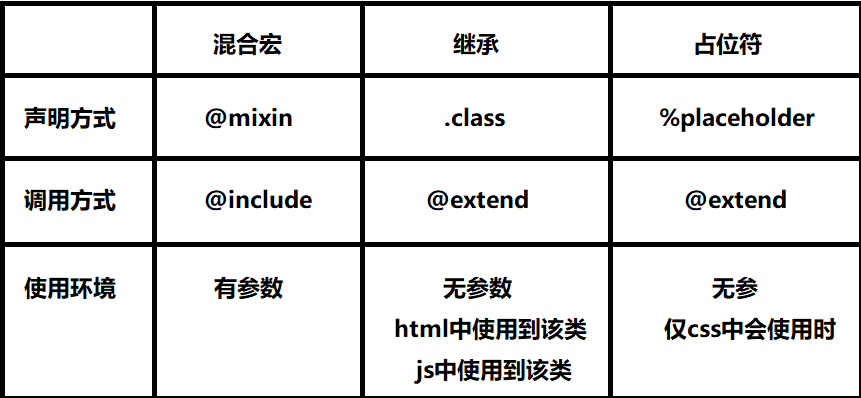 混合宏 继承 占位符
声明方式 @mixin .class %placeholder
调用方式 @include @extend @extend
使用环境 有参数 无参数 无参
html中使用到该类 仅css中会使用时
js中使用到该类